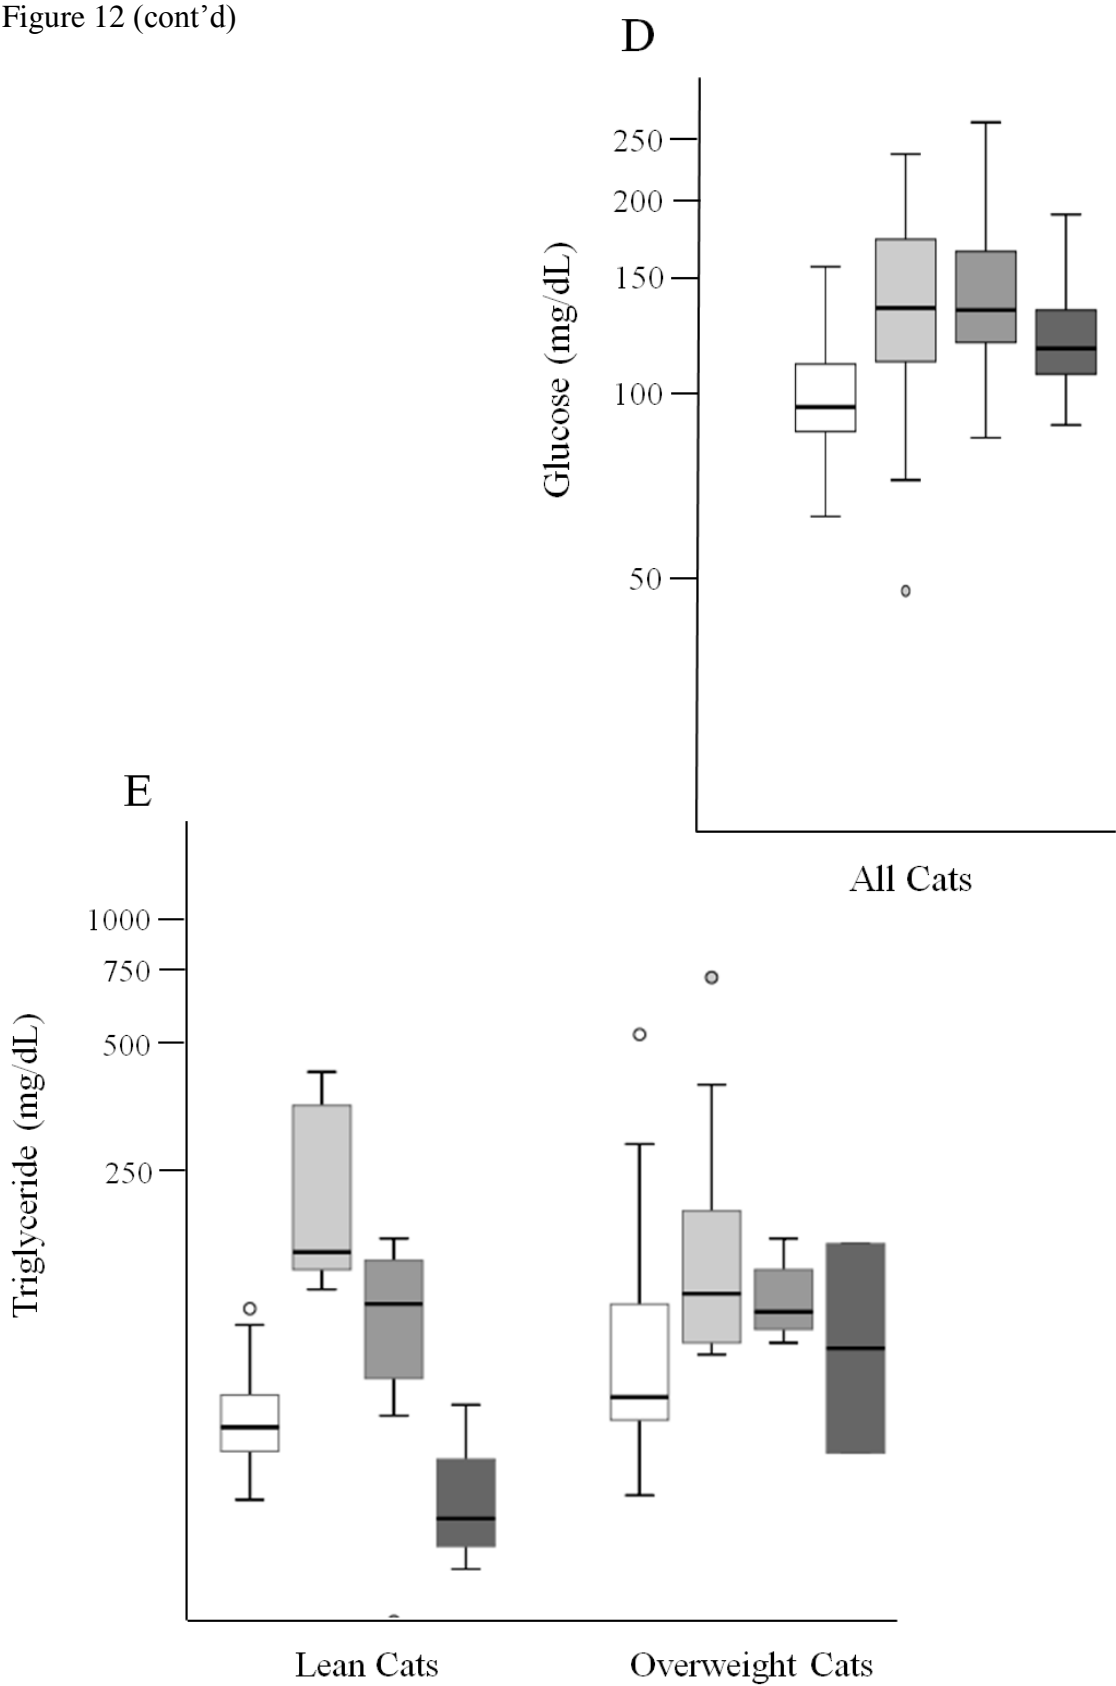 Figure 12 (cont’d)
D
250
200
150
100
50
Glucose (mg/dL)
All Cats
E
1000
750
500
250
Triglyceride (mg/dL)
Lean Cats
Overweight Cats